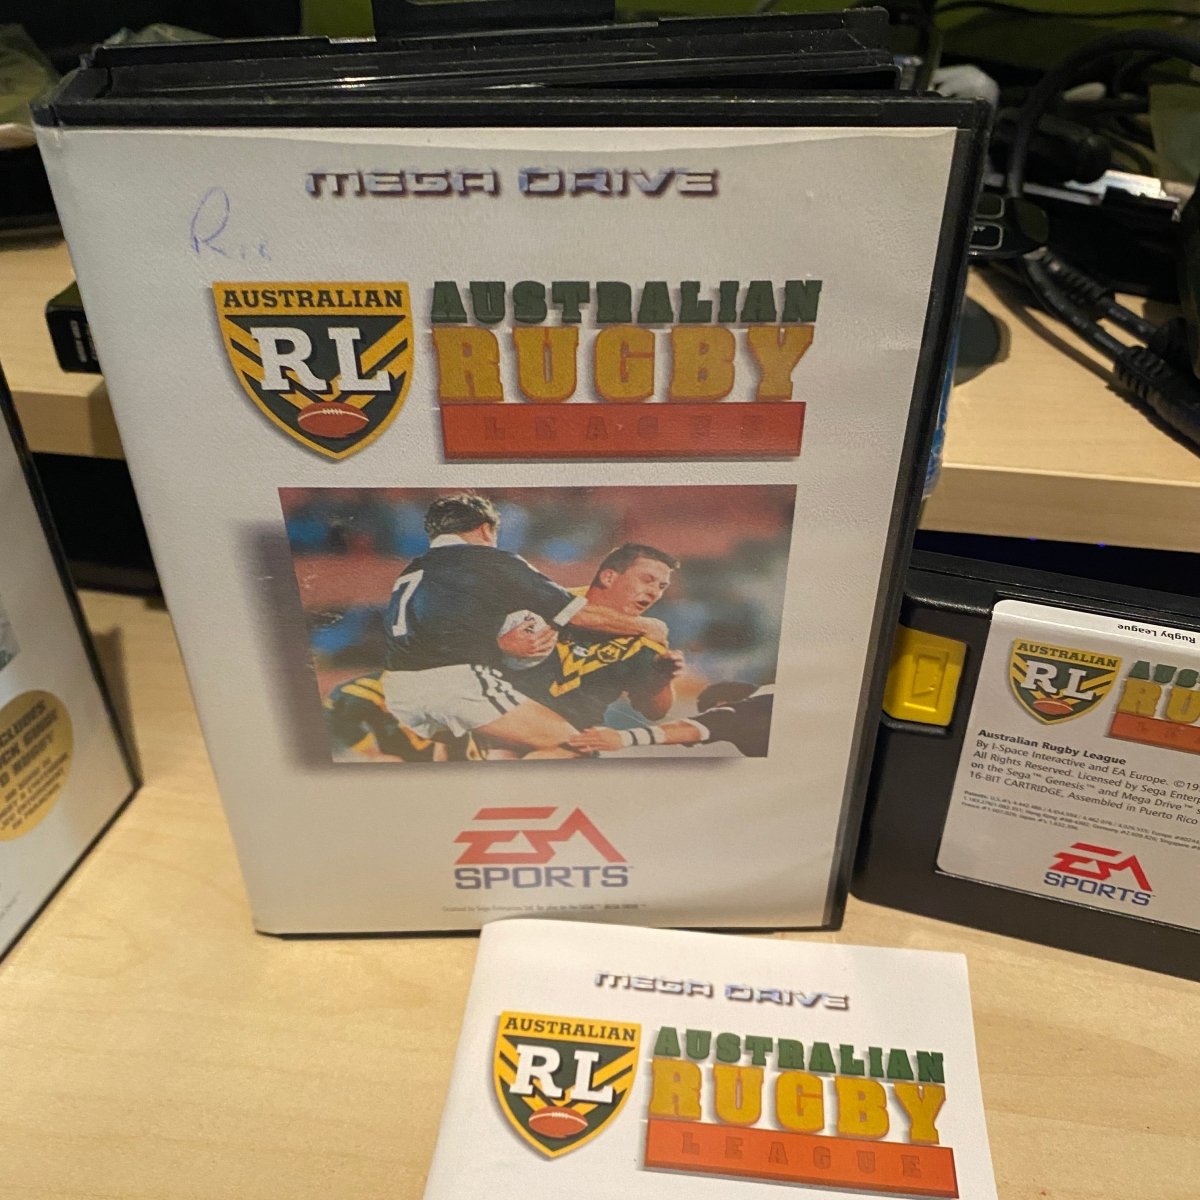 MEGA DRIVE
AUSTRALIAN
RL
AUSTRALIAN
RUGBY
LEAGUE
7
EA
SPORTS
Rugby League
AUSTRALIAN
RL
Australian Rugby League
By I-Space Interactive and EA Europe.
All Rights Reserved. Licensed by Sega
on the Sega™ Genesis™ and Mega Drive™
16-BIT CARTRIDGE, Assembled in Puerto Rico
EA
SPORTS
MEGA DRIVE
AUSTRALIAN
RL
AUSTRALIAN
RUGBY
LEAGUE